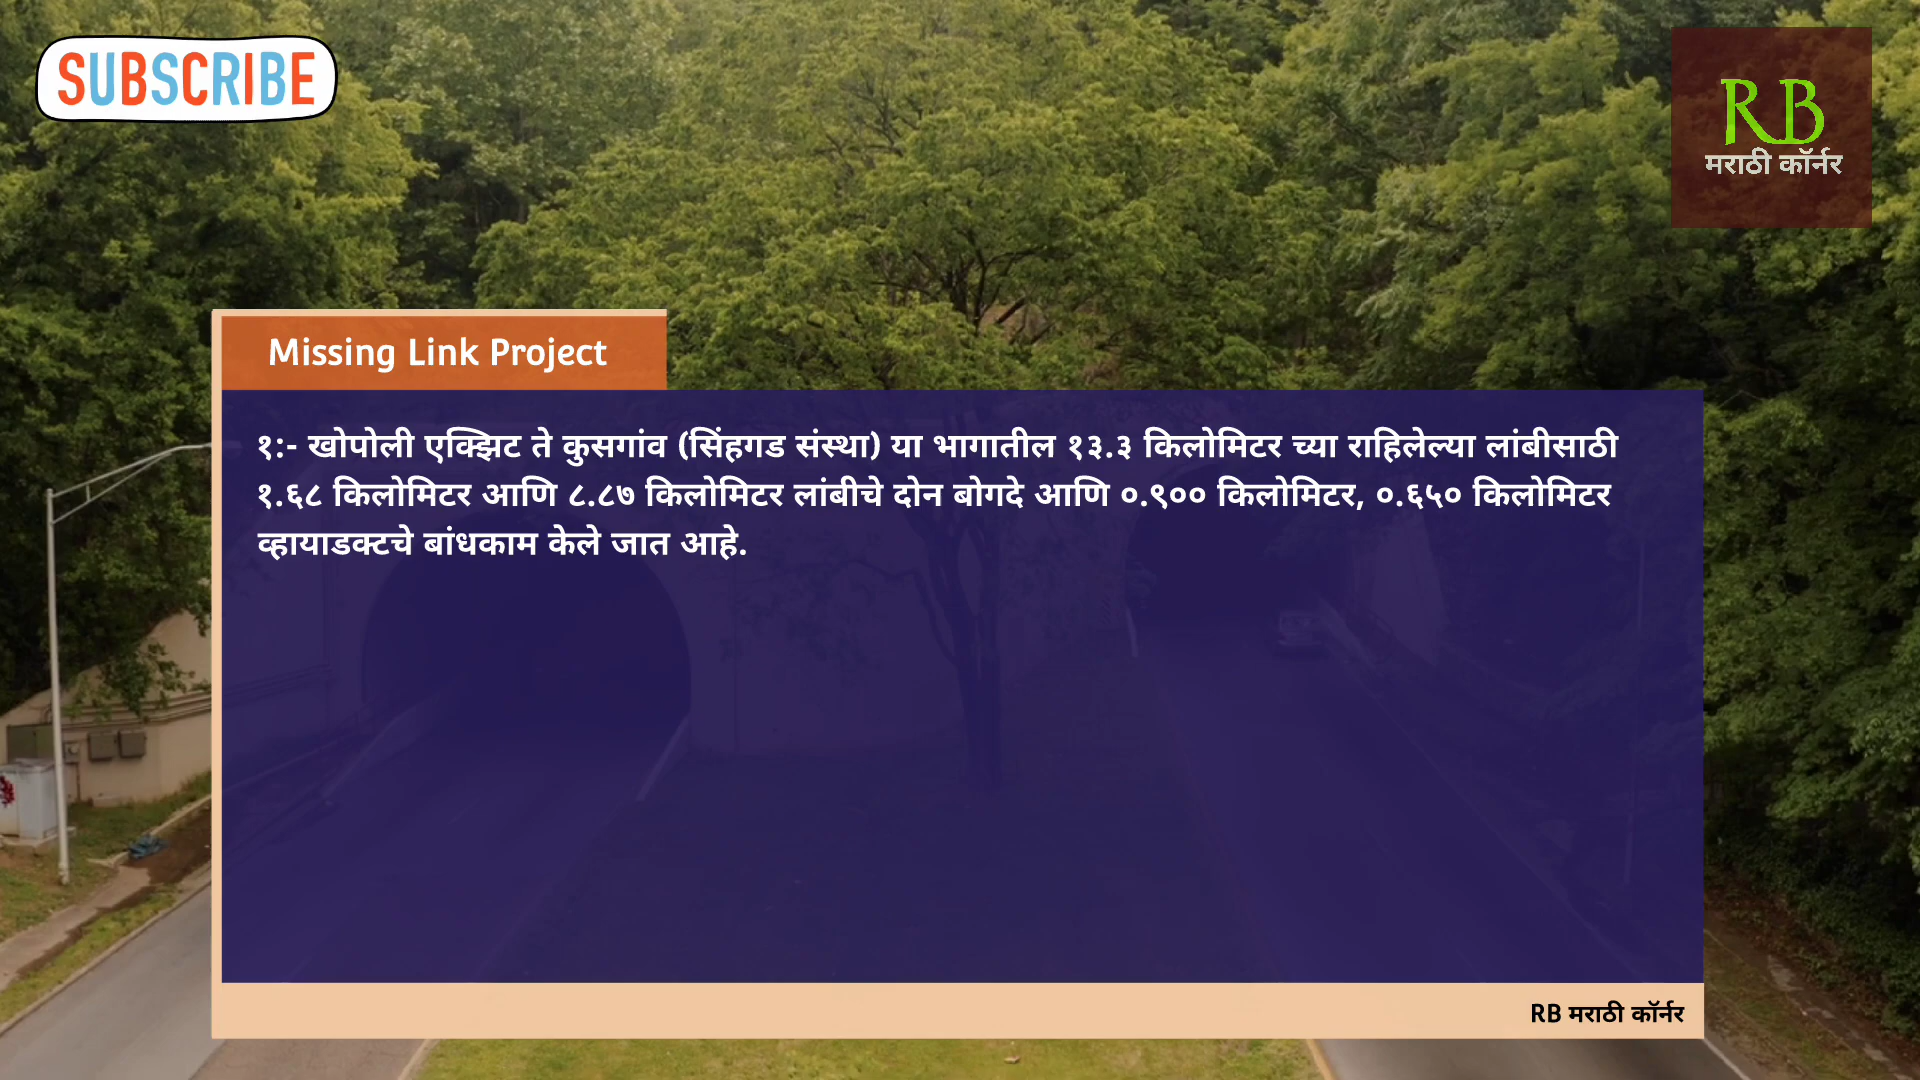 SUBSCRIBE
RB
मराठी कॉर्नर
Missing Link Project
१:- खोपोली एक्झिट ते कुसगांव (सिंहगड संस्था) या भागातील १३.३ किलोमिटर च्या राहिलेल्या लांबीसाठी
१.६८ किलोमिटर आणि ८.८७ किलोमिटर लांबीचे दोन बोगदे आणि ०.९०० किलोमिटर, ०.६५० किलोमिटर
व्हायाडक्टचे बांधकाम केले जात आहे.
RB मराठी कॉर्नर